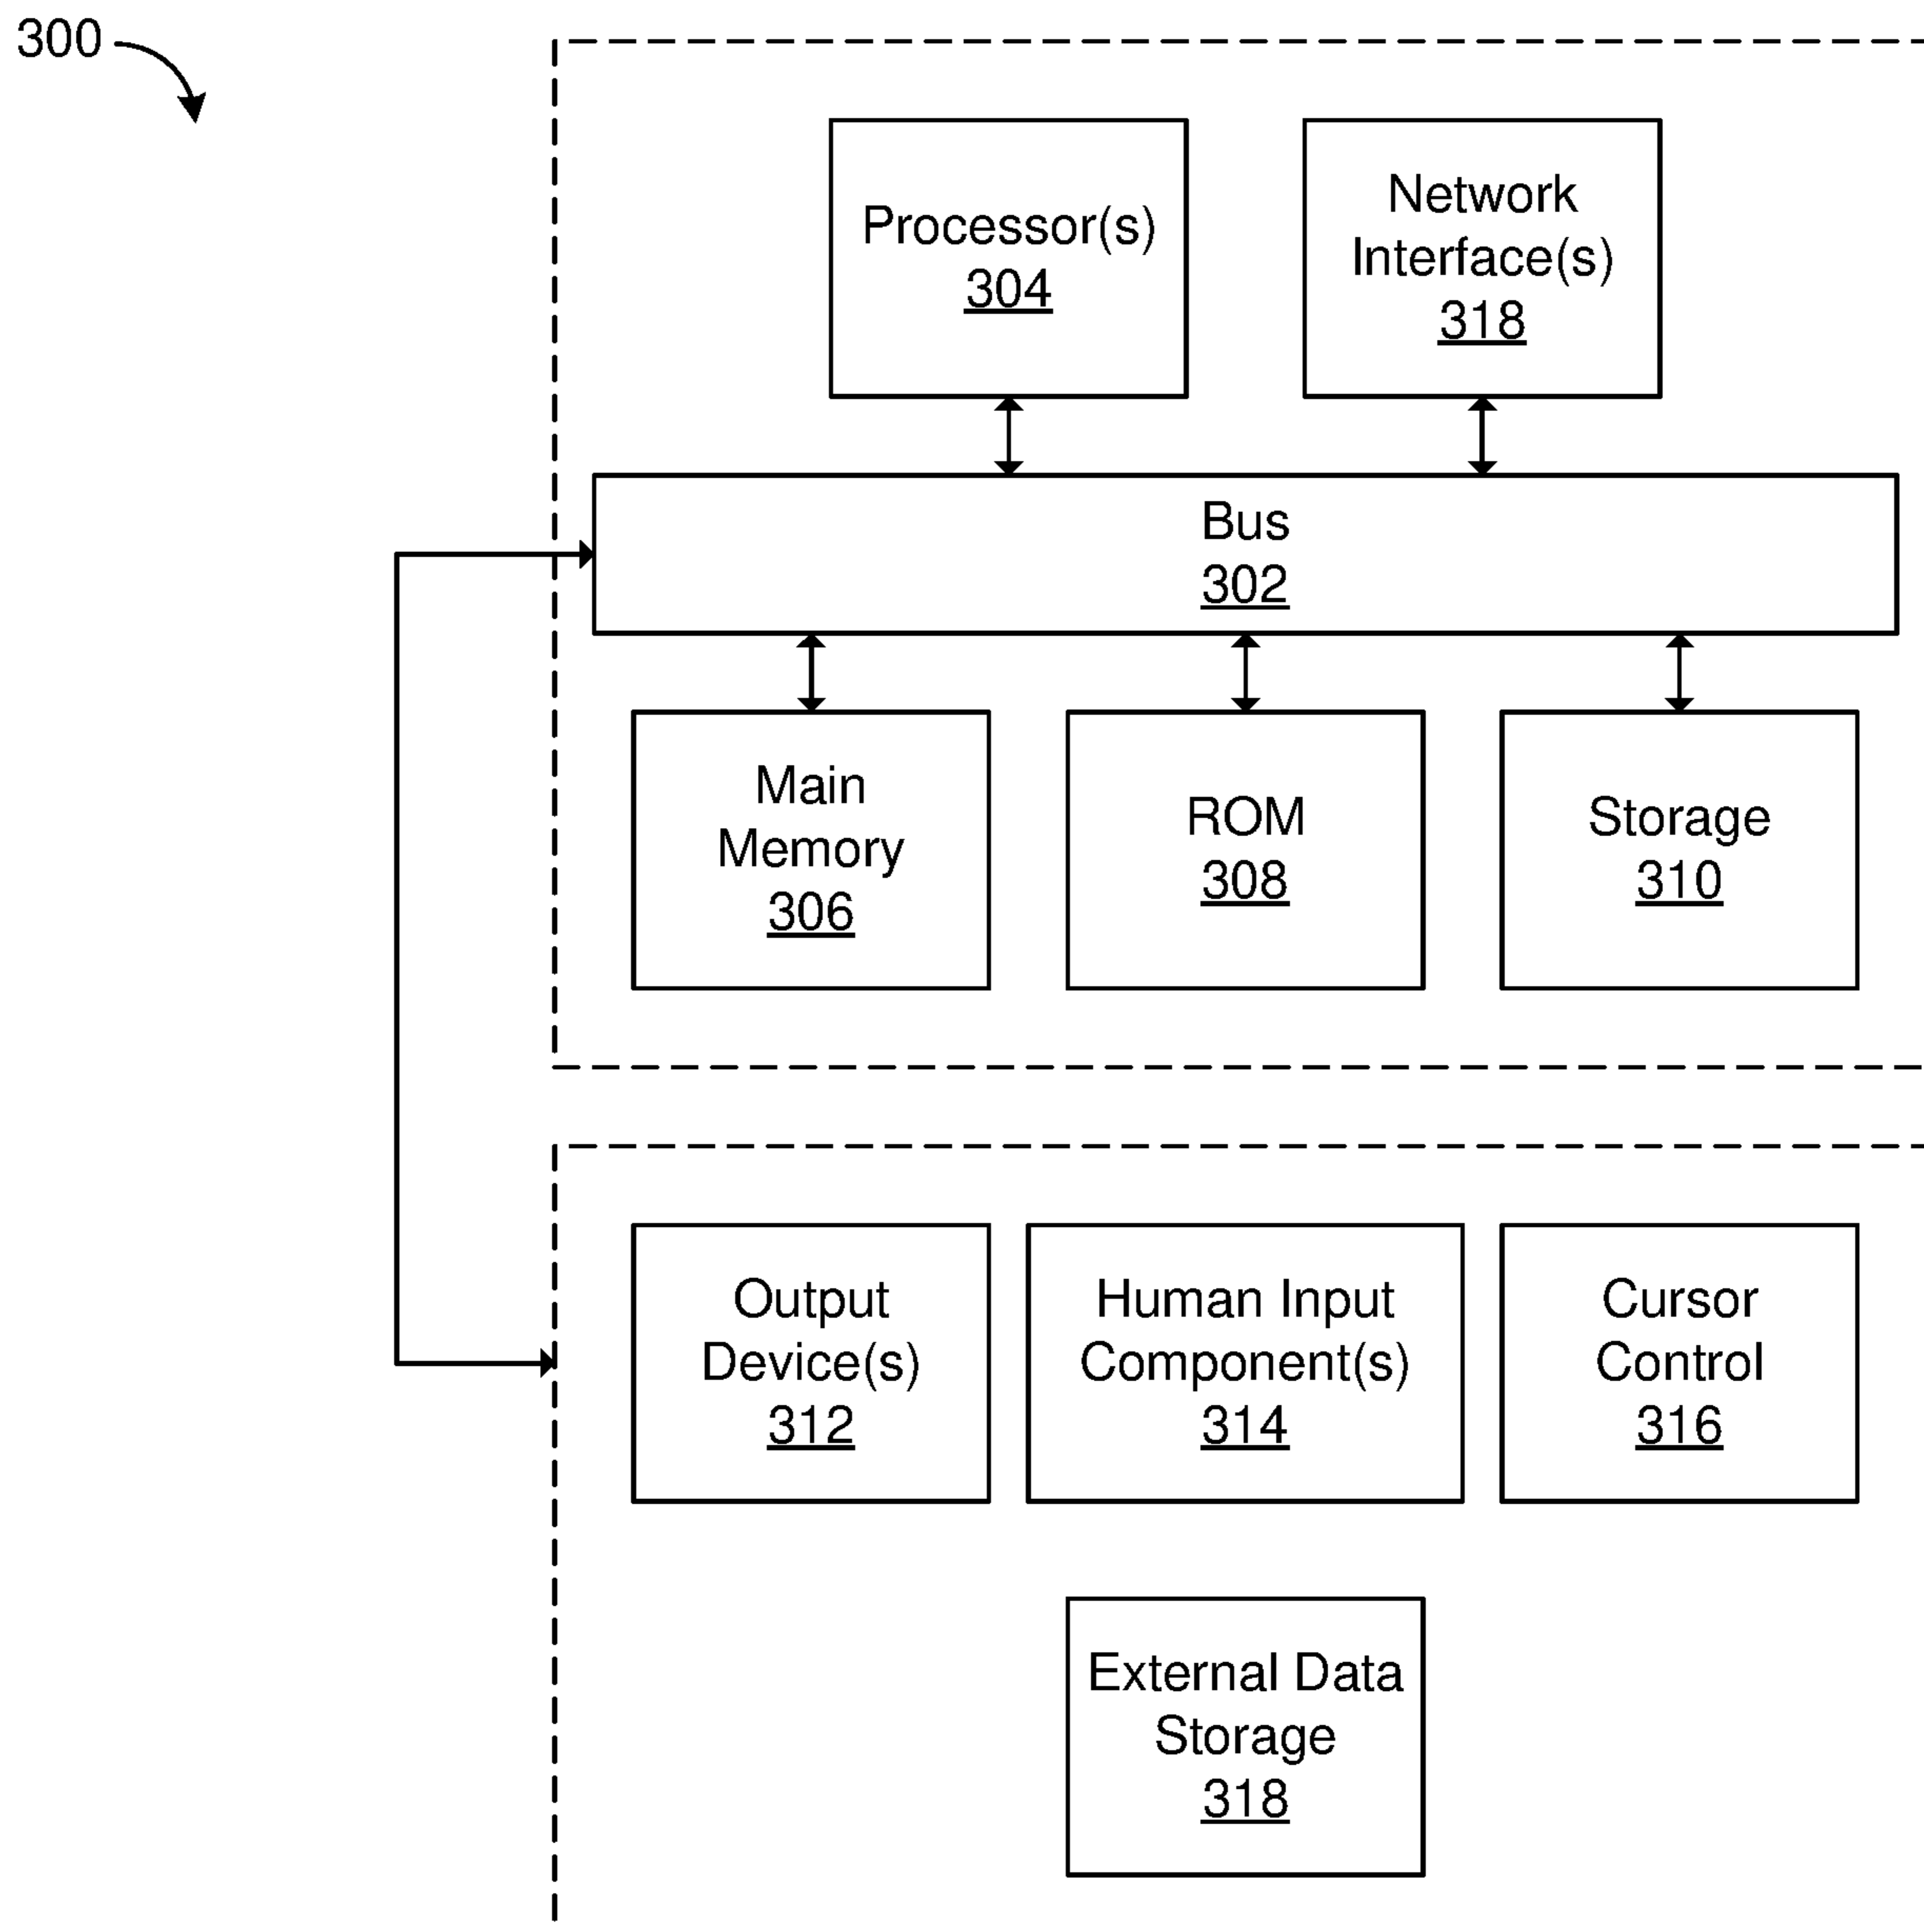 300
Processor(s)
304
Network
Interface(s)
318
Bus
302
Main
Memory
306
ROM
308
Storage
310
Output
Device(s)
312
Human Input
Component(s)
314
Cursor
Control
316
External Data
Storage
318